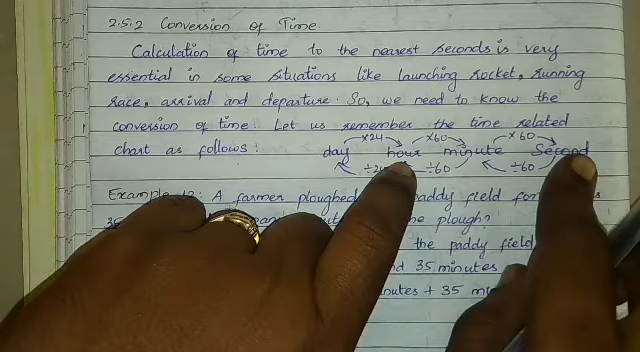 2.5.2 Conversion of Time.
Calculation of time to the nearest seconds is very
essential in some situations like launching rocket, running
race, arrival and departure. So, we need to know the
conversion of time. Let us remember the time related
×24 ×60 ×60
chart as follows: day hour minute Second
÷60 ÷60
Example 12: A farmer ploughed paddy field for
35 plough?
the paddy field
35 minutes
+ 35